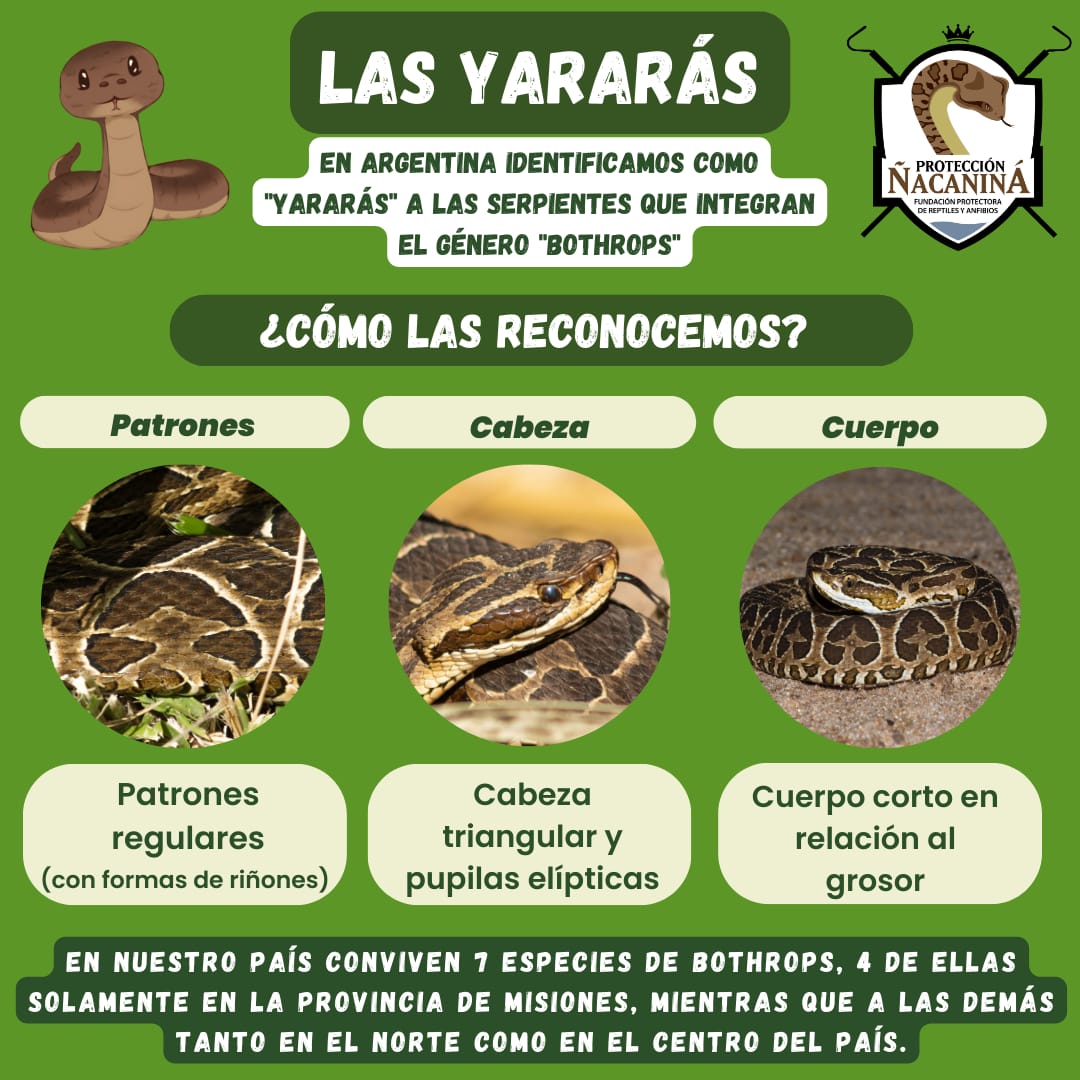 LAS YARARÁS
EN ARGENTINA IDENTIFICAMOS COMO
"YARARÁS" A LAS SERPIENTES QUE INTEGRAN
EL GÉNERO "BOTHROPS"
PROTECCIÓN
ÑACANINÁ
FUNDACIÓN PROTECTORA
DE REPTILES Y ANFIBIOS
¿CÓMO LAS RECONOCEMOS?
Patrones
Cabeza
Cuerpo
Patrones
regulares
(con formas de riñones)
Cabeza
triangular y
pupilas elípticas
Cuerpo corto en
relación al
grosor
EN NUESTRO PAÍS CONVIVEN 7 ESPECIES DE BOTHROPS, 4 DE ELLAS
SOLAMENTE EN LA PROVINCIA DE MISIONES, MIENTRAS QUE A LAS DEMÁS
TANTO EN EL NORTE COMO EN EL CENTRO DEL PAÍS.